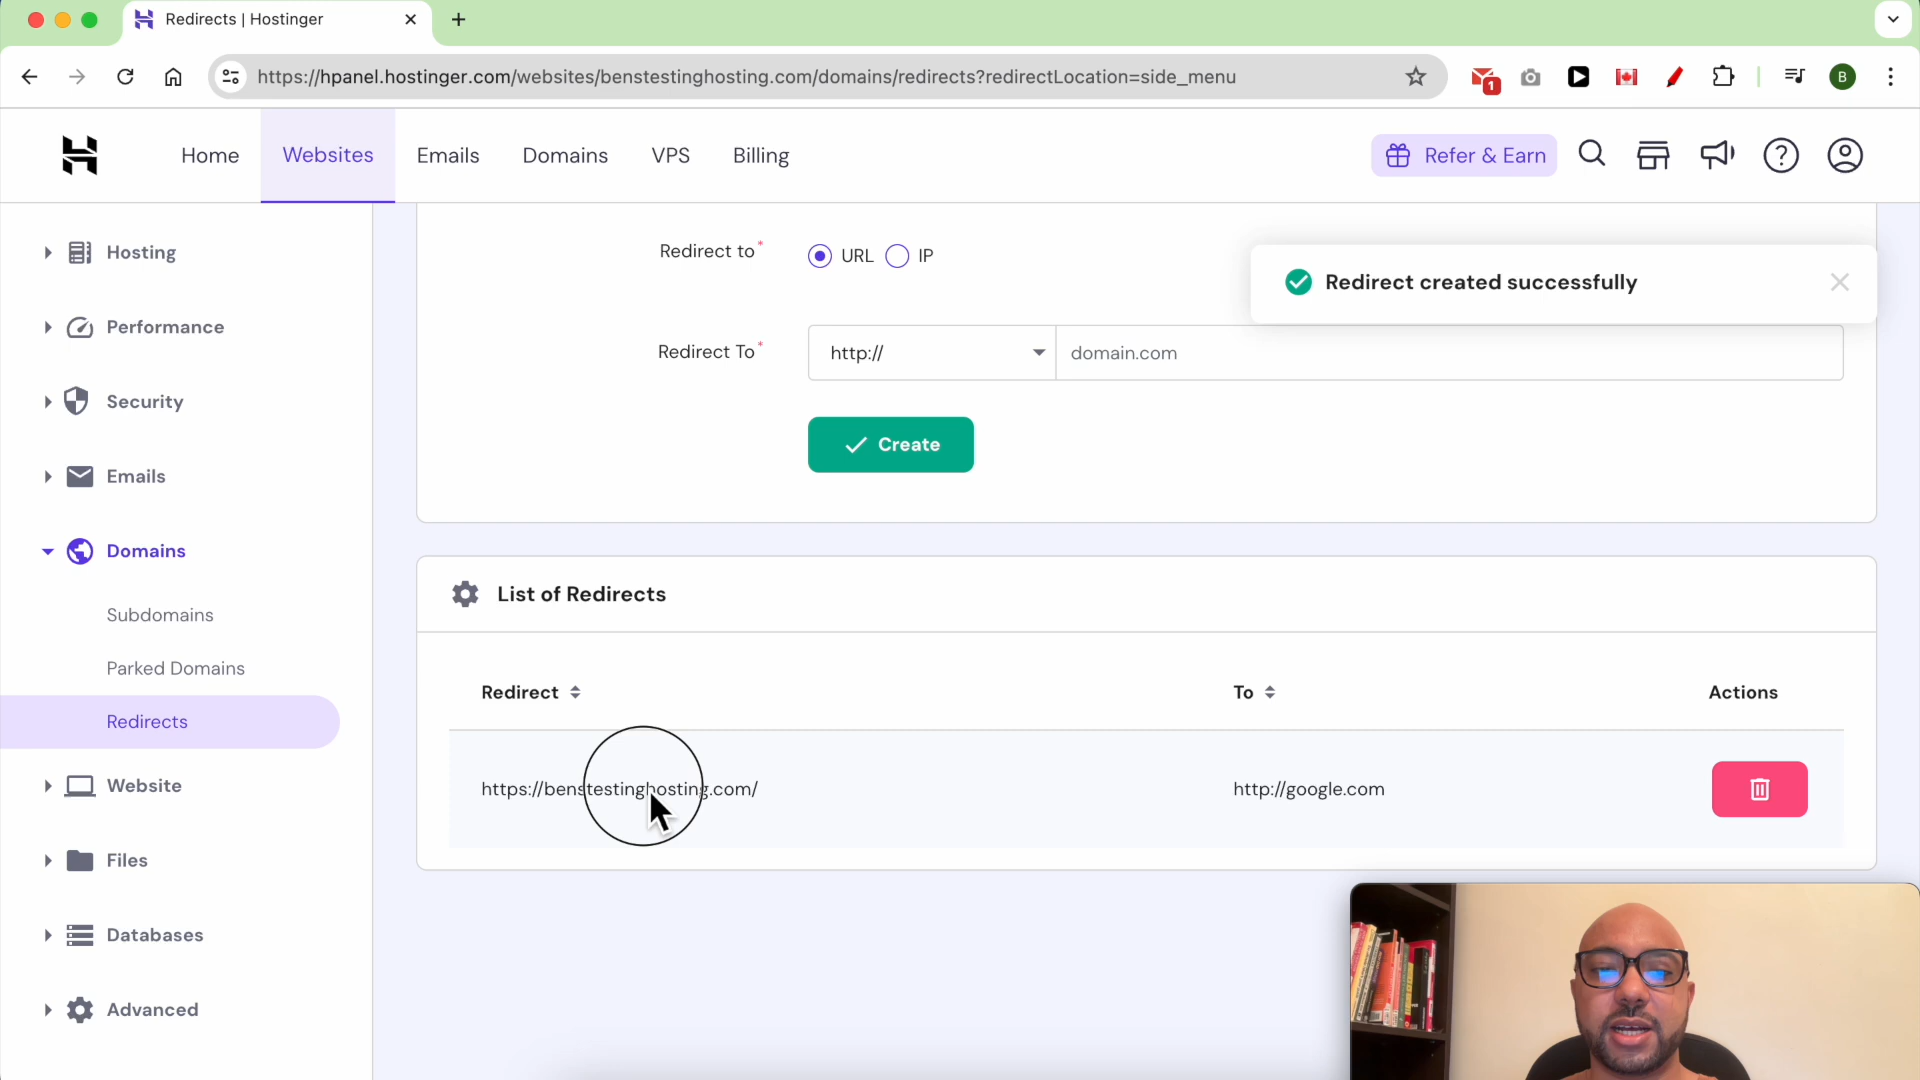 Redirects | Hostinger
https://hpanel.hostinger.com/websites/benstestinghosting.com/domains/redirects?redirectLocation=side_menu
1
B
Home
Websites
Emails
Domains
VPS
Billing
Refer & Earn
Hosting
Performance
Security
Emails
Domains
Subdomains
Parked Domains
Redirects
Website
Files
Databases
Advanced
Redirect to*
URL
IP
Redirect created successfully
Redirect To*
http://
domain.com
Create
List of Redirects
Redirect
To
Actions
https://benstestinghosting.com/
http://google.com